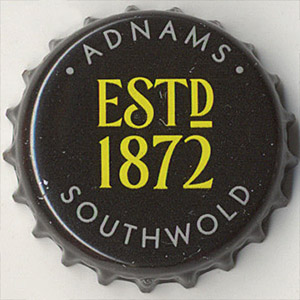 • ADNAMS •
ESTD
1872
SOUTHWOLD